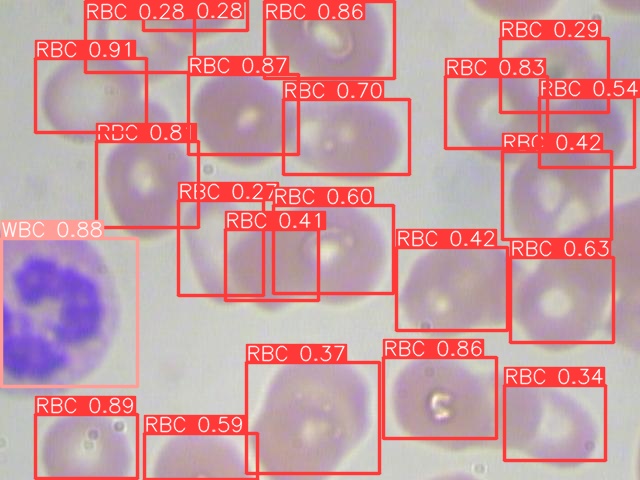 RBC 0.28
0.28
RBC 0.86
RBC 0.29
RBC 0.91
RBC 0.87
RBC 0.83
RBC 0.70
RBC 0.54
RBC 0.8
RBC 0.42
RBC 0.27
RBC 0.60
RBC 0.41
WBC 0.88
RBC 0.42
RBC 0.63
RBC 0.37
RBC 0.86
RBC 0.34
RBC 0.89
RBC 0.59